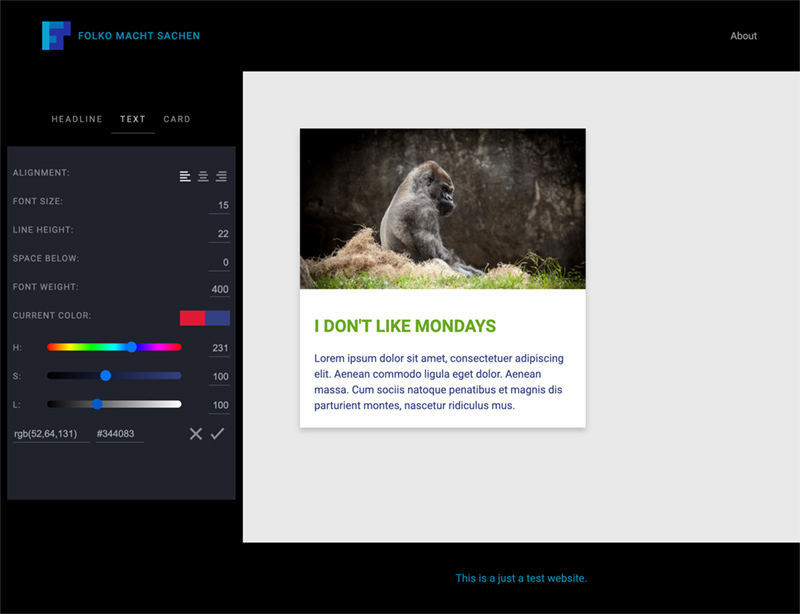 FOLKO MACHT SACHEN
About
HEADLINE TEXT CARD
ALIGNMENT:
FONT SIZE: 15
LINE HEIGHT: 22
SPACE BELOW: 0
FONT WEIGHT: 400
CURRENT COLOR:
H: 231
S: 100
L: 100
rgb(52,64,131) #344083
I DON'T LIKE MONDAYS
Lorem ipsum dolor sit amet, consectetuer adipiscing
elit. Aenean commodo ligula eget dolor. Aenean
massa. Cum sociis natoque penatibus et magnis dis
parturient montes, nascetur ridiculus mus.
This is a just a test website.